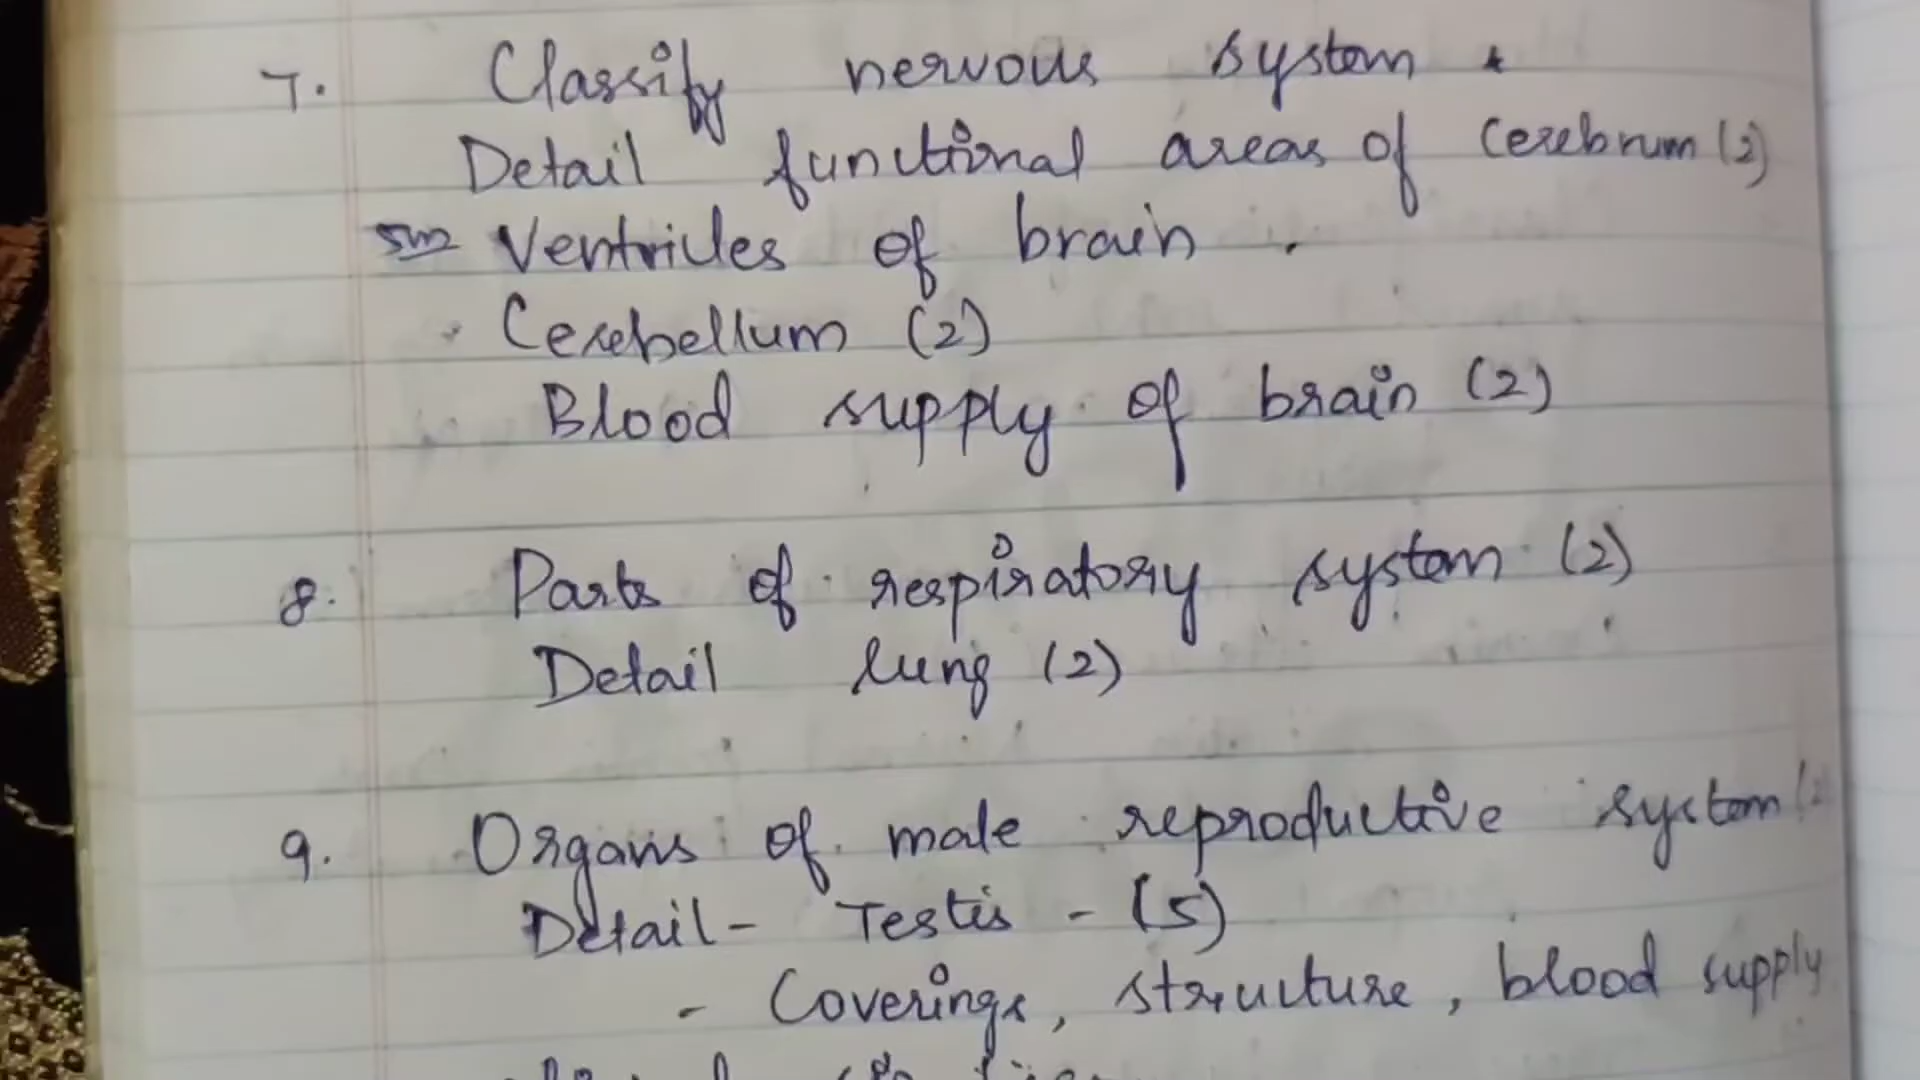 7. Classify nervous system *
Detail functional areas of Cerebrum (2)
5m Ventricles of brain .
Cerebellum (2)
Blood supply of brain (2)
8. Parts of respiratory system (2)
Detail lung (2)
9. Organs of male reproductive system
Detail - Testis - (5)
- Coverings, structure, blood supply